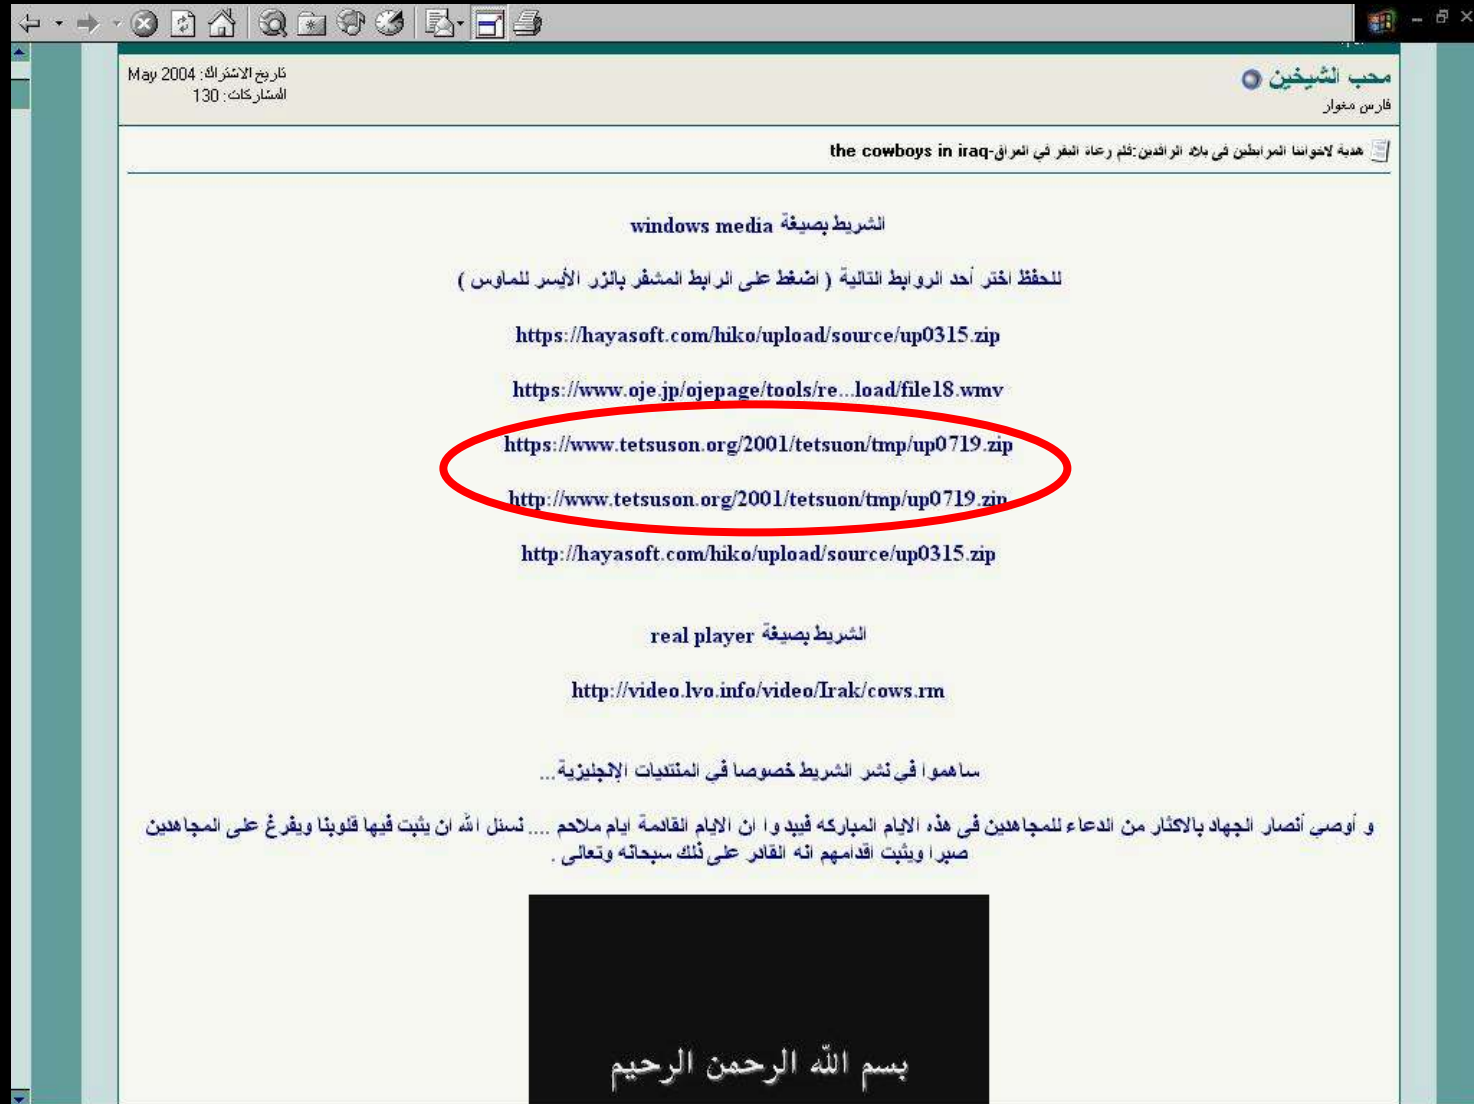 محب الشيخين
تاريخ الاشتراك: May 2004
فارس مغوار
المشاركات: 130
هدية لاخواننا المرابطين في بلاد الرافدين:فلم رعاة البقر في العراق-the cowboys in iraq
الشريط بصيغة windows media
للحفظ اختر أحد الروابط التالية ( اضغط على الرابط المشفر بالزر الأيسر للماوس )
https://hayasoft.com/hiko/upload/source/up0315.zip
https://www.oje.jp/ojepage/tools/re...load/file18.wmv
https://www.tetsuson.org/2001/tetsuon/tmp/up0719.zip
http://www.tetsuson.org/2001/tetsuon/tmp/up0719.zip
http://hayasoft.com/hiko/upload/source/up0315.zip
الشريط بصيغة real player
http://video.lvo.info/video/Irak/cows.rm
ساهموا في نشر الشريط خصوصا في المنتديات الإنجليزية...
و أوصي أنصار الجهاد بالاكثار من الدعاء للمجاهدين في هذه الايام المباركه فيبدوا ان الايام القادمة ايام ملاحم .... نسئل الله ان يثبت فيها قلوبنا ويفرغ على المجاهدين
صبرا ويثبت اقدامهم انه القادر على ذلك سبحانه وتعالى .
بسم الله الرحمن الرحيم